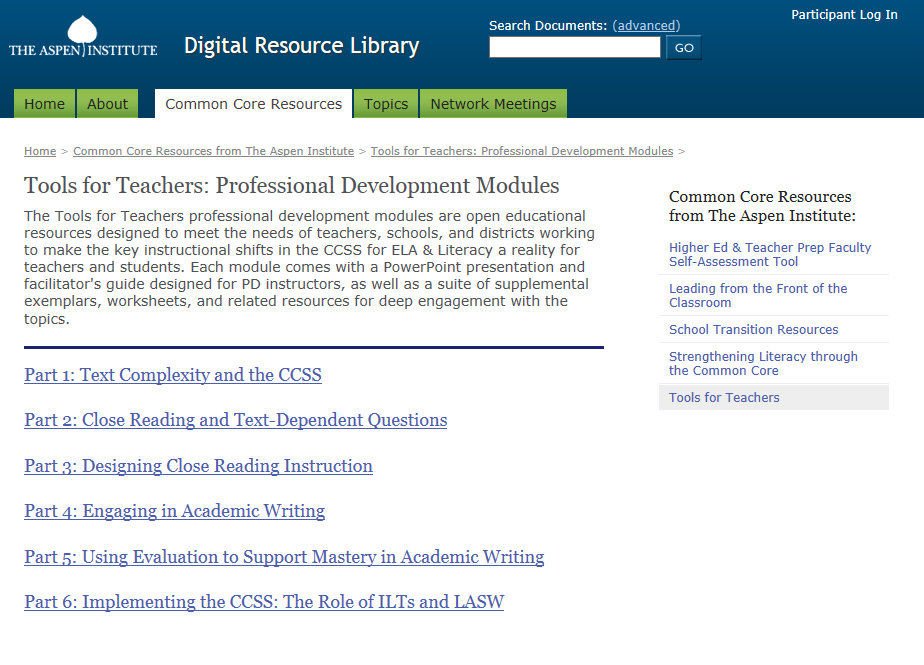 Participant Log In
Search Documents: (advanced)
THE ASPEN INSTITUTE
Digital Resource Library
GO
Home
About
Common Core Resources
Topics
Network Meetings
Home > Common Core Resources from The Aspen Institute > Tools for Teachers: Professional Development Modules >
Tools for Teachers: Professional Development Modules
The Tools for Teachers professional development modules are open educational
resources designed to meet the needs of teachers, schools, and districts working
to make the key instructional shifts in the CCSS for ELA & Literacy a reality for
teachers and students. Each module comes with a PowerPoint presentation and
facilitator's guide designed for PD instructors, as well as a suite of supplemental
exemplars, worksheets, and related resources for deep engagement with the
topics.
Part 1: Text Complexity and the CCSS
Part 2: Close Reading and Text-Dependent Questions
Part 3: Designing Close Reading Instruction
Part 4: Engaging in Academic Writing
Part 5: Using Evaluation to Support Mastery in Academic Writing
Part 6: Implementing the CCSS: The Role of ILTs and LASW
Common Core Resources
from The Aspen Institute:
Higher Ed & Teacher Prep Faculty
Self-Assessment Tool
Leading from the Front of the
Classroom
School Transition Resources
Strengthening Literacy through
the Common Core
Tools for Teachers